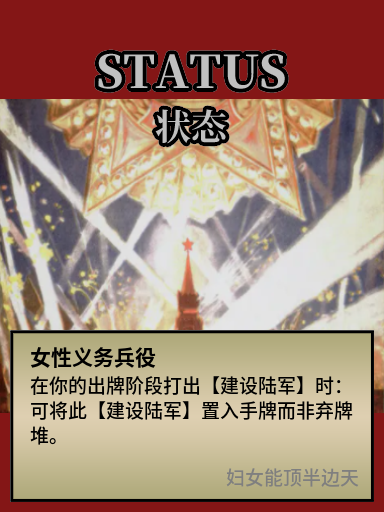 STATUS
状态
女性义务兵役
在你的出牌阶段打出【建设陆军】时：
可将此【建设陆军】置入手牌而非弃牌
堆。
妇女能顶半边天